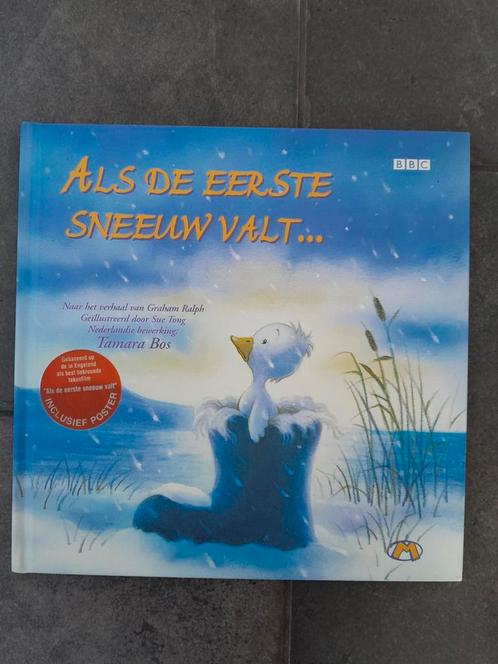 BBC
ALS DE EERSTE
SNEEUW VALT...
Naar het verhaal van Graham Ralph
Geïllustreerd door Sue Tong
Nederlandse bewerking:
Tamara Bos
Gebaseerd op
de in Engeland
als best bekroonde
tekenfilm
"Als de eerste sneeuw valt"
INCLUSIEF POSTER
M